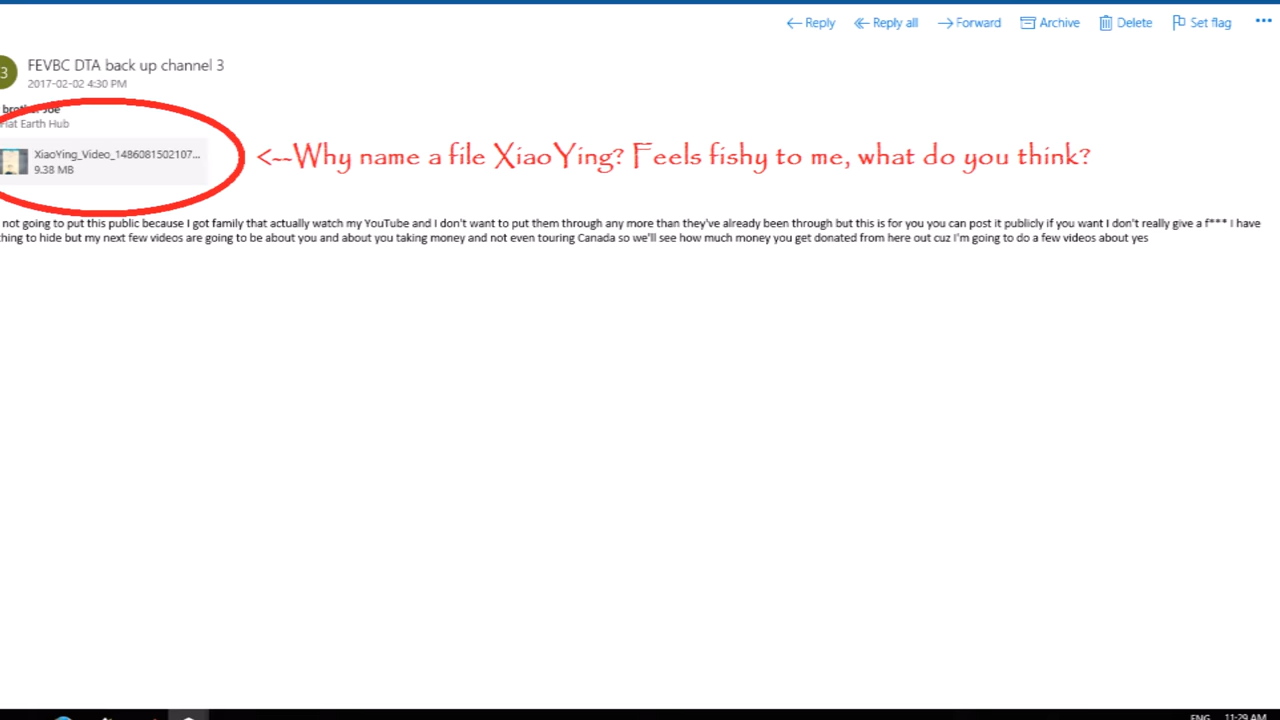 Reply Reply all Forward Archive Delete Set flag
3
FEVBC DTA back up channel 3
2017-02-02 4:30 PM
Earth Hub
XiaoYing_Video_1486081502107...
9.38 MB
<--Why name a file XiaoYing? Feels fishy to me, what do you think?
not going to put this public because I got family that actually watch my YouTube and I don't want to put them through any more than they've already been through but this is for you you can post it publicly if you want I don't really give a f*** I have
hing to hide but my next few videos are going to be about you and about you taking money and not even touring Canada so we'll see how much money you get donated from here out cuz I'm going to do a few videos about yes
ENG 11:29 AM